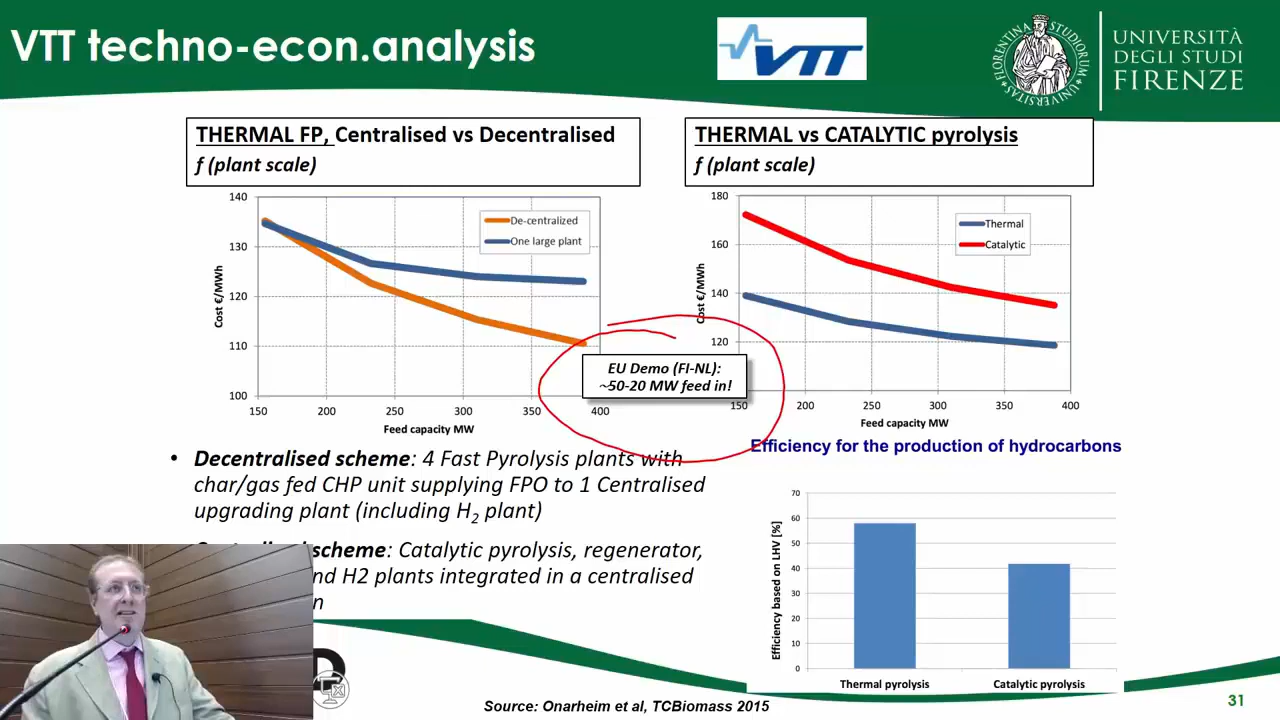 VTT techno-econ.analysis
VTT
UNIVERSITÀ
DEGLI STUDI
FIRENZE
THERMAL FP, Centralised vs Decentralised
f (plant scale)
140
130
120
110
100
Cost €/MWh
De-centralized
One large plant
150 200 250 300 350 400
Feed capacity MW
THERMAL vs CATALYTIC pyrolysis
f (plant scale)
180
160
140
120
Cost €/MWh
Thermal
Catalytic
150 200 250 300 350 400
Feed capacity MW
EU Demo (FI-NL):
~50-20 MW feed in!
• Decentralised scheme: 4 Fast Pyrolysis plants with
char/gas fed CHP unit supplying FPO to 1 Centralised
upgrading plant (including H2 plant)
scheme: Catalytic pyrolysis, regenerator,
nd H2 plants integrated in a centralised
n
Efficiency for the production of hydrocarbons
70
60
50
40
30
20
10
0
Efficiency based on LHV [%]
Thermal pyrolysis
Catalytic pyrolysis
Source: Onarheim et al, TCBiomass 2015
31